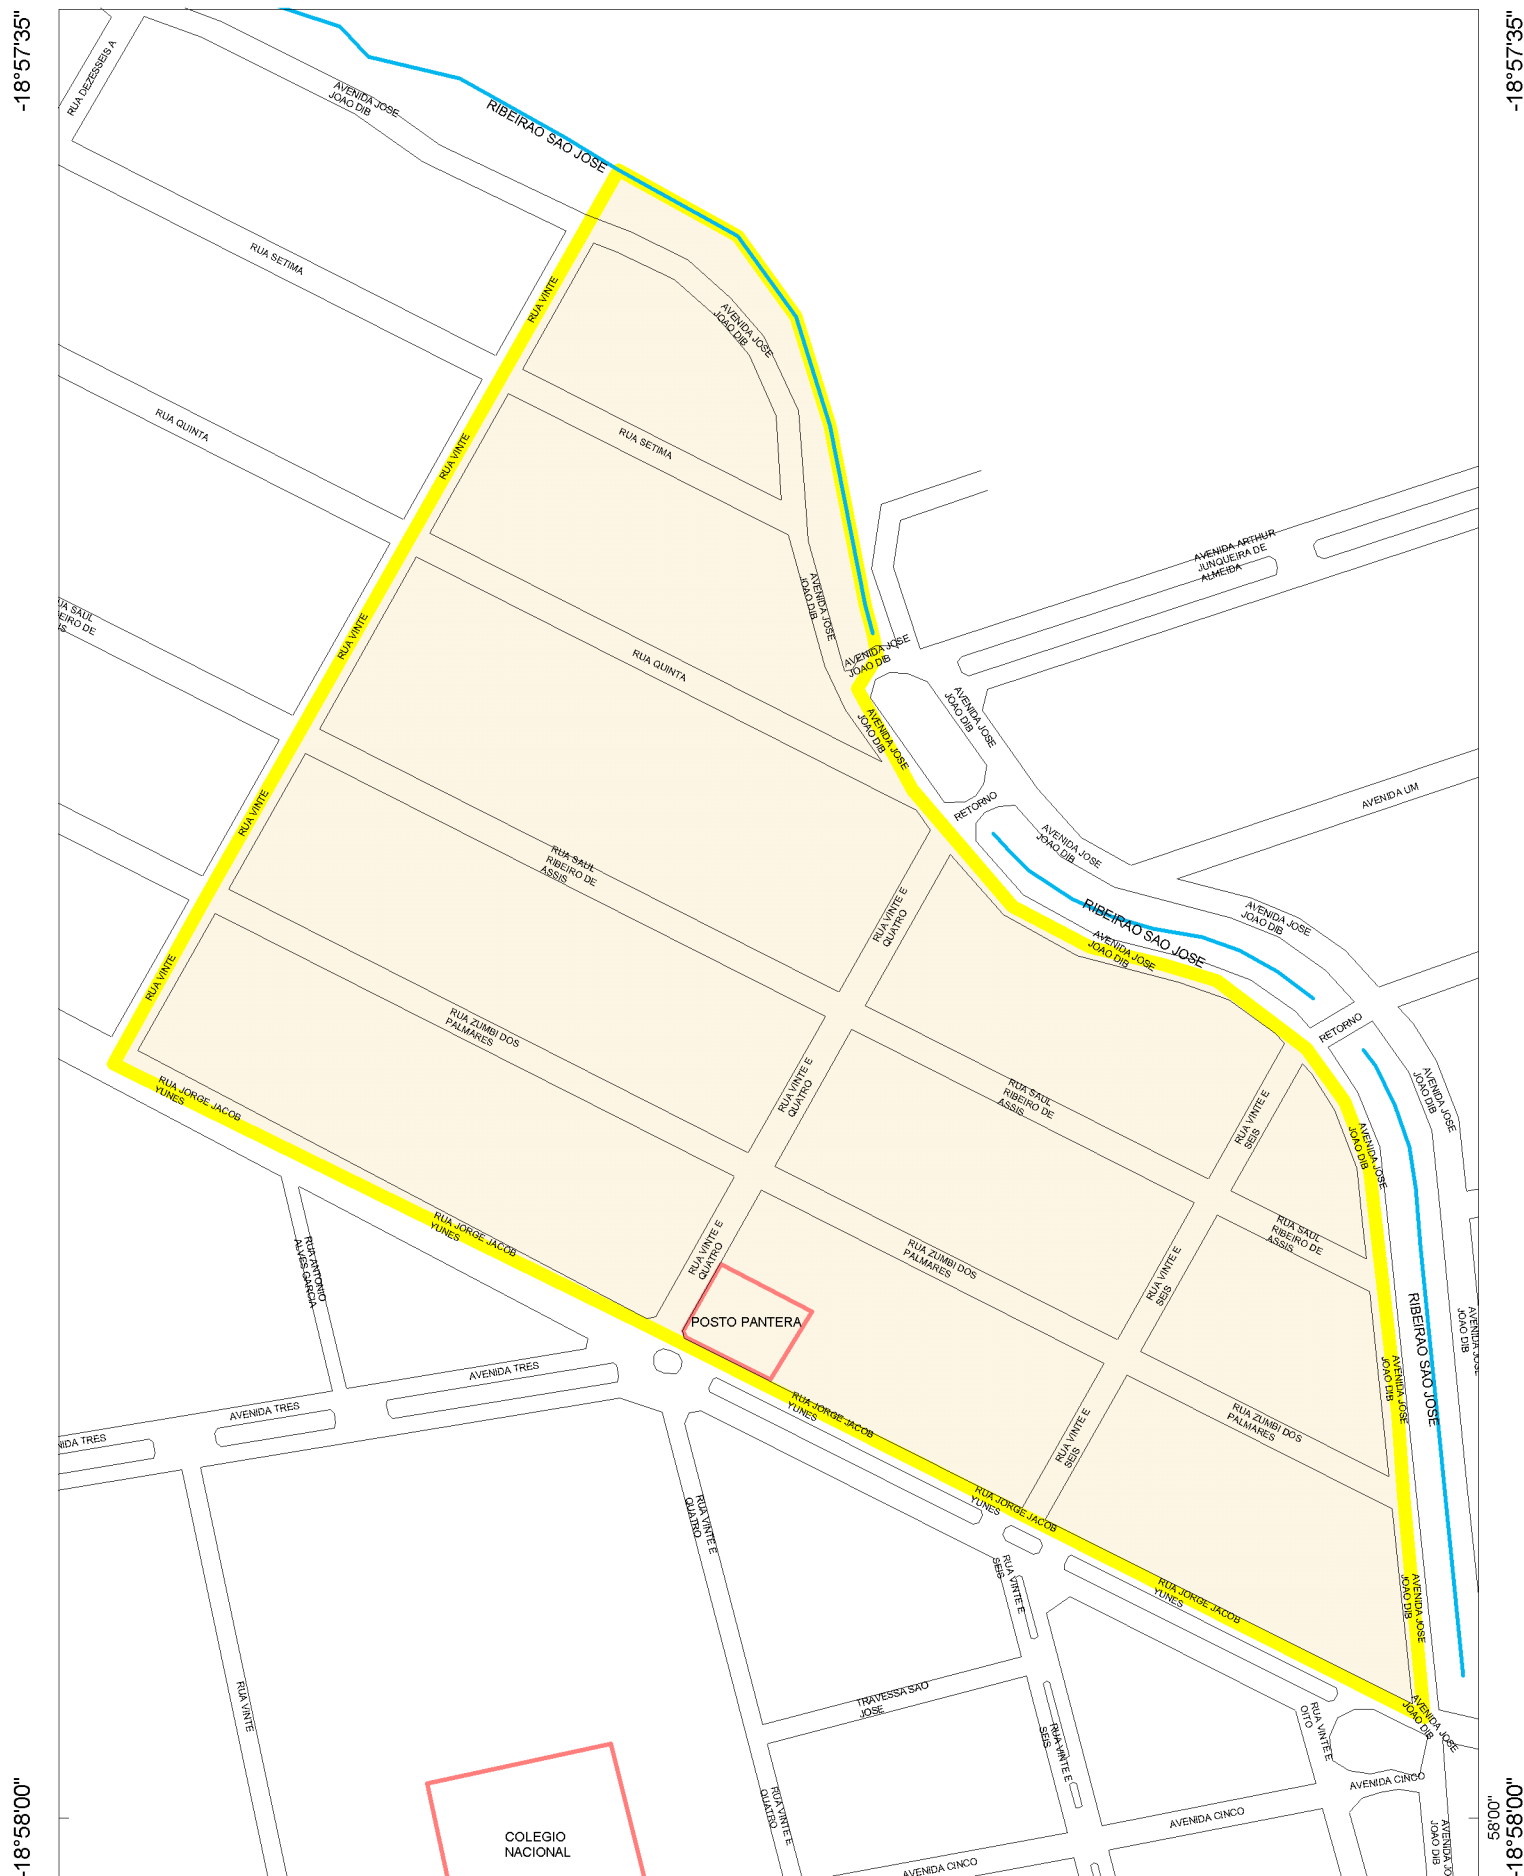 -18°57'35"
-18°57'35"
RUA DEZESSEIS A
AVENIDA JOSE
JOAO DIB
RIBEIRAO SAO JOSE
RUA SETIMA
RUA VINTE
AVENIDA JOSE
JOAO DIB
RUA QUINTA
RUA VINTE
RUA SETIMA
AVENIDA ARTHUR
JUNQUEIRA DE
ALMEIDA
UA SAUL
EIRO DE
IS
RUA VINTE
AVENIDA JOSE
JOAO DIB
RUA QUINTA
AVENIDA JOSE
JOAO DIB
AVENIDA JOSE
JOAO DIB
AVENIDA JOSE
JOAO DIB
RUA VINTE
RETORNO
AVENIDA UM
AVENIDA JOSE
JOAO DIB
RUA SAUL
RIBEIRO DE
ASSIS
RUA VINTE E
QUATRO
RIBEIRAO SAO JOSE
AVENIDA JOSE
JOAO DIB
AVENIDA JOSE
JOAO DIB
RUA VINTE
RUA ZUMBI DOS
PALMARES
RETORNO
RUA JORGE JACOB
YUNES
RUA VINTE E
QUATRO
RUA SAUL
RIBEIRO DE
ASSIS
RUA VINTE E
SEIS
AVENIDA JOSE
JOAO DIB
AVENIDA JOSE
JOAO DIB
RUA JORGE JACOB
YUNES
RUA VINTE E
QUATRO
RUA ZUMBI DOS
PALMARES
RUA VINTE E
SEIS
RUA SAUL
RIBEIRO DE
ASSIS
RUA ANTONIO
ALVES GARCIA
POSTO PANTERA
RIBEIRAO SAO JOSE
AVENIDA JOSE
JOAO DIB
AVENIDA TRES
AVENIDA JOSE
JOAO DIB
AVENIDA TRES
RUA JORGE JACOB
YUNES
RUA VINTE E
SEIS
RUA ZUMBI DOS
PALMARES
NIDA TRES
RUA VINTE E
QUATRO
RUA JORGE JACOB
YUNES
RUA VINTE E
SEIS
RUA JORGE JACOB
YUNES
AVENIDA JOSE
JOAO DIB
RUA VINTE
TRAVESSA SAO
JOSE
RUA VINTE E
SEIS
RUA VINTE E
OITO
AVENIDA JOSE
JOAO DIB
AVENIDA CINCO
-18°58'00"
RUA VINTE E
QUATRO
AVENIDA CINCO
58'00"
-18°58'00"
COLEGIO
NACIONAL
AVENIDA CINCO
AVENIDA JO
JOAO DIB